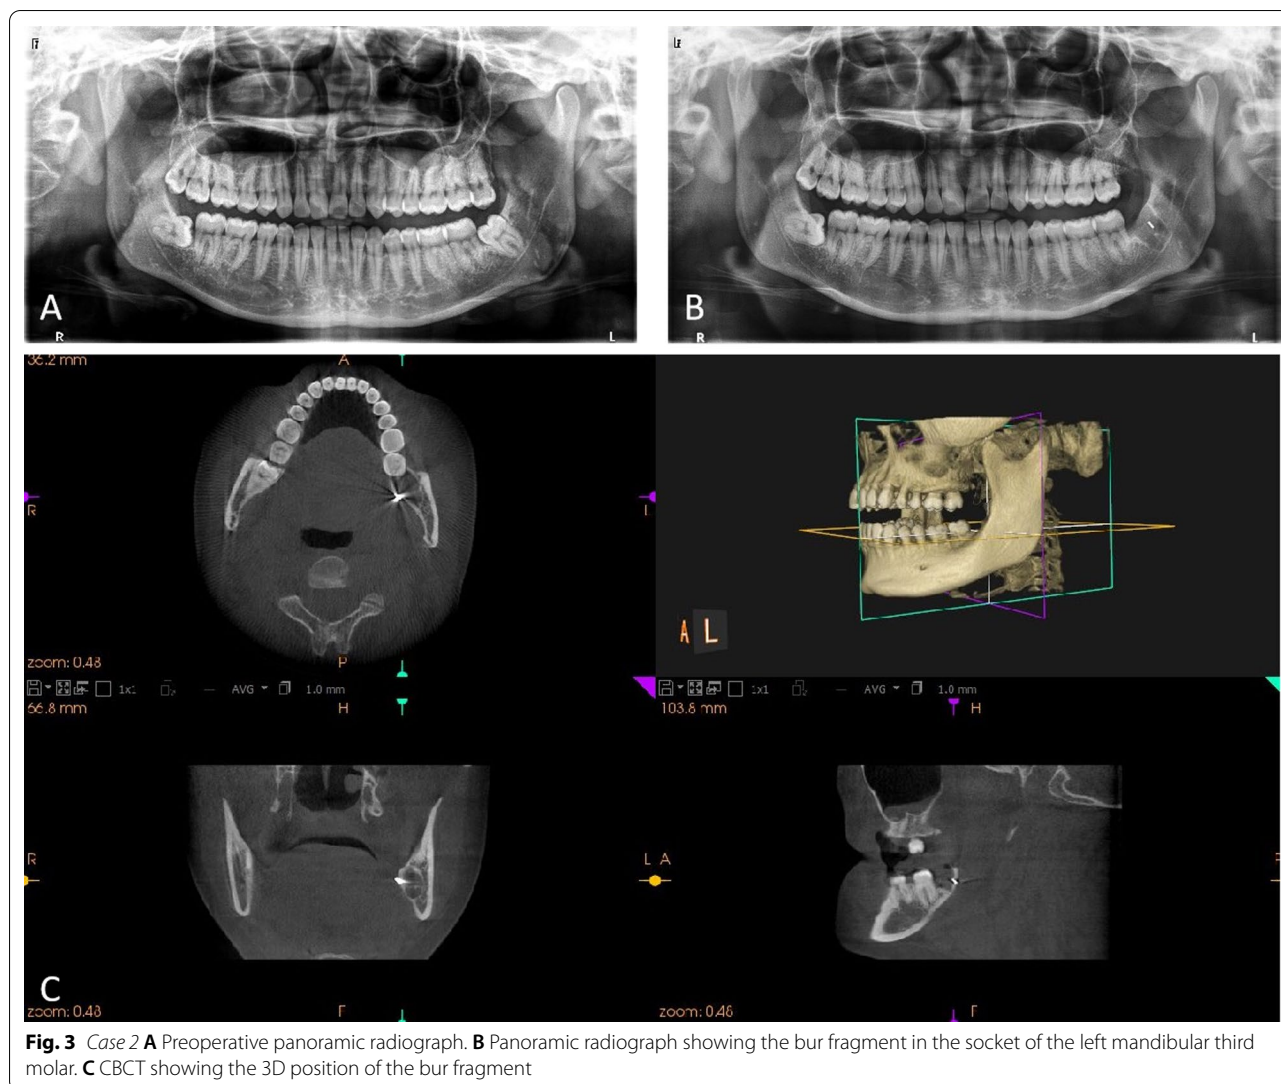 A
R
L
B
R
L
36.2 mm
A
R
L
zoom: 0.48
P
A
L
1x1
AVG
1.0 mm
1x1
AVG
1.0 mm
66.8 mm
H
103.8 mm
H
R
L
A
P
C
zoom: 0.48
F
zoom: 0.48
F
Fig. 3 Case 2 A Preoperative panoramic radiograph. B Panoramic radiograph showing the bur fragment in the socket of the left mandibular third
molar. C CBCT showing the 3D position of the bur fragment